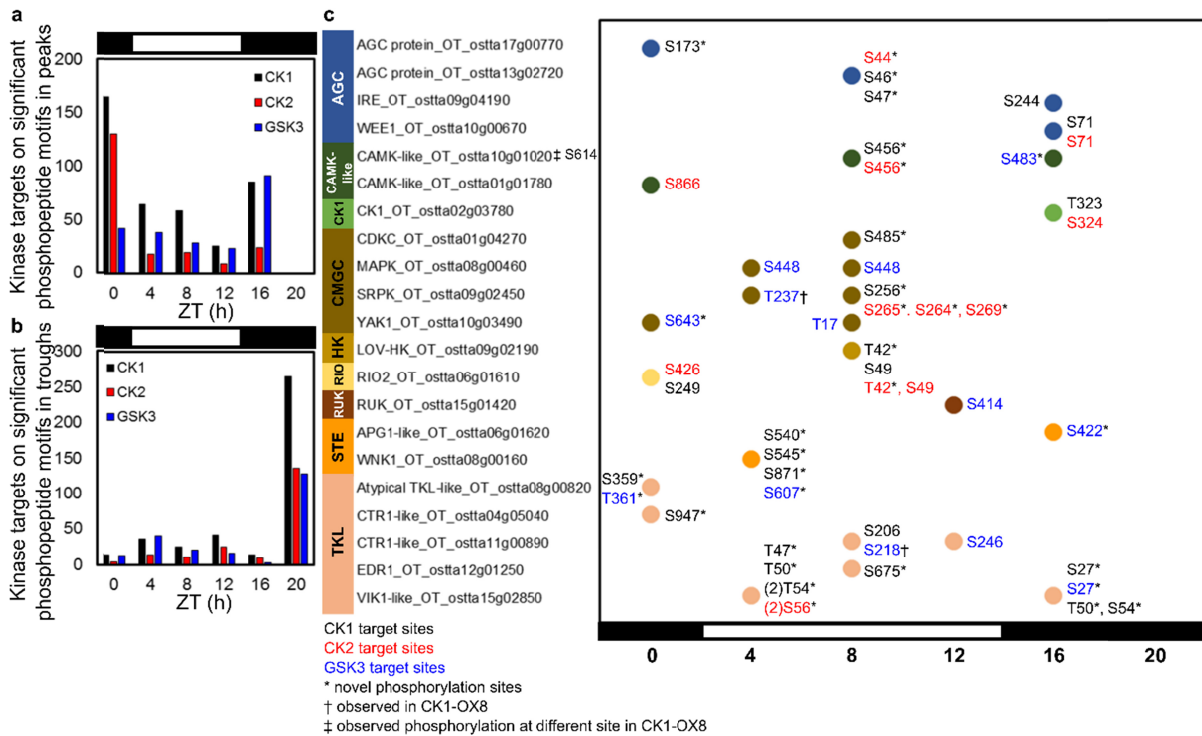 a
Kinase targets on significant
phosphopeptide motifs in peaks
200
150
100
50
0
CK1
CK2
GSK3
0 4 8 12 16 20
ZT (h)
b
Kinase targets on significant
phosphopeptide motifs in troughs
300
250
200
150
100
50
0
CK1
CK2
GSK3
0 4 8 12 16 20
ZT (h)
c
AGC
AGC protein_OT_ostta17g00770
AGC protein_OT_ostta13g02720
IRE_OT_ostta09g04190
WEE1_OT_ostta10g00670
CAMK-
like
CAMK-like_OT_ostta10g01020‡ S614
CAMK-like_OT_ostta01g01780
CK1
CK1_OT_ostta02g03780
CMGC
CDKC_OT_ostta01g04270
MAPK_OT_ostta08g00460
SRPK_OT_ostta09g02450
YAK1_OT_ostta10g03490
HK
LOV-HK_OT_ostta09g02190
RIO
RIO2_OT_ostta06g01610
RUK
RUK_OT_ostta15g01420
STE
APG1-like_OT_ostta06g01620
WNK1_OT_ostta08g00160
TKL
Atypical TKL-like_OT_ostta08g00820
CTR1-like_OT_ostta04g05040
CTR1-like_OT_ostta11g00890
EDR1_OT_ostta12g01250
VIK1-like_OT_ostta15g02850
S173*
S44*
S46*
S47*
S244
S71
S71
S456*
S456*
S483*
S866
T323
S324
S485*
S448
S448
T237†
S256*
S265*. S264*, S269*
S643*
T17
T42*
S49
T42*, S49
S426
S249
S414
S422*
S540*
S545*
S871*
S607*
S359*
T361*
S947*
S206
S218†
S675*
S246
T47*
T50*
(2)T54*
(2)S56*
S27*
S27*
T50*, S54*
0 4 8 12 16 20
CK1 target sites
CK2 target sites
GSK3 target sites
* novel phosphorylation sites
† observed in CK1-OX8
‡ observed phosphorylation at different site in CK1-OX8